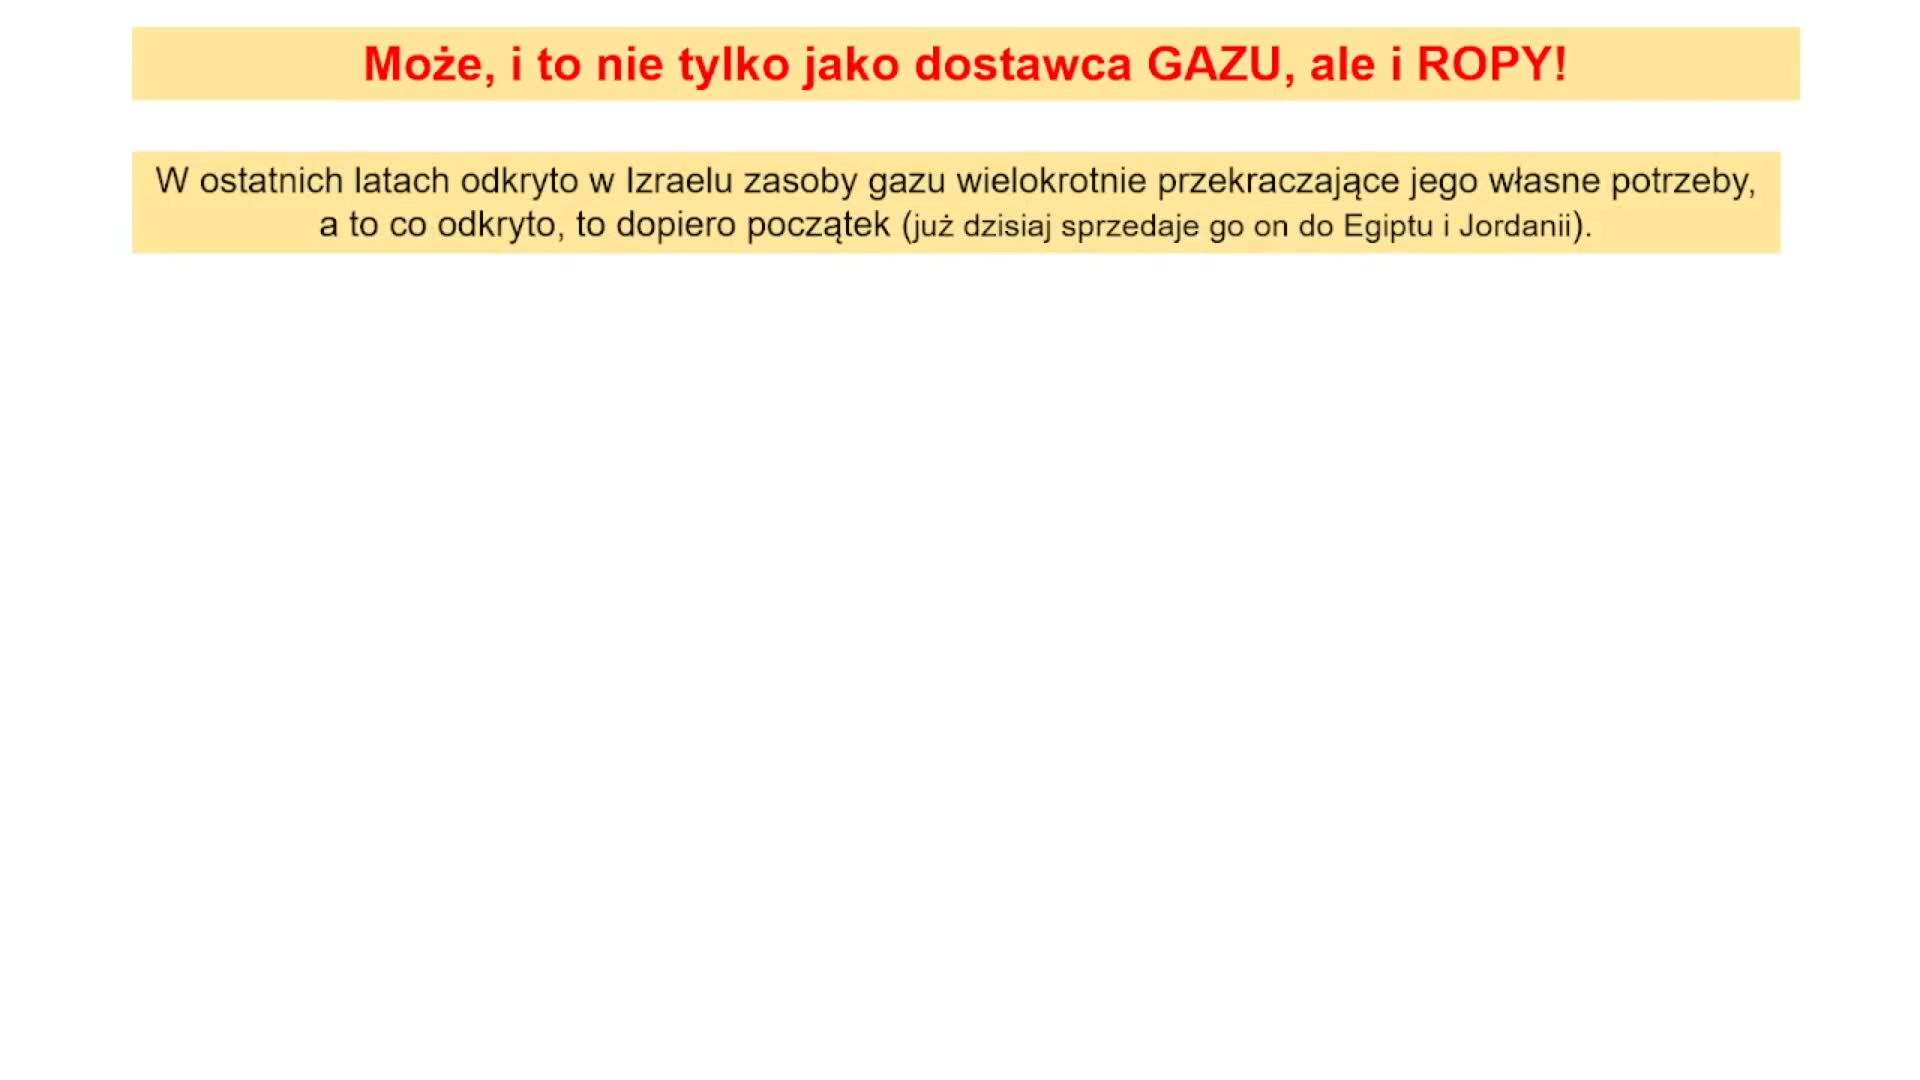 Może, i to nie tylko jako dostawca GAZU, ale i ROPY!
W ostatnich latach odkryto w Izraelu zasoby gazu wielokrotnie przekraczające jego własne potrzeby,
a to co odkryto, to dopiero początek (już dzisiaj sprzedaje go on do Egiptu i Jordanii).